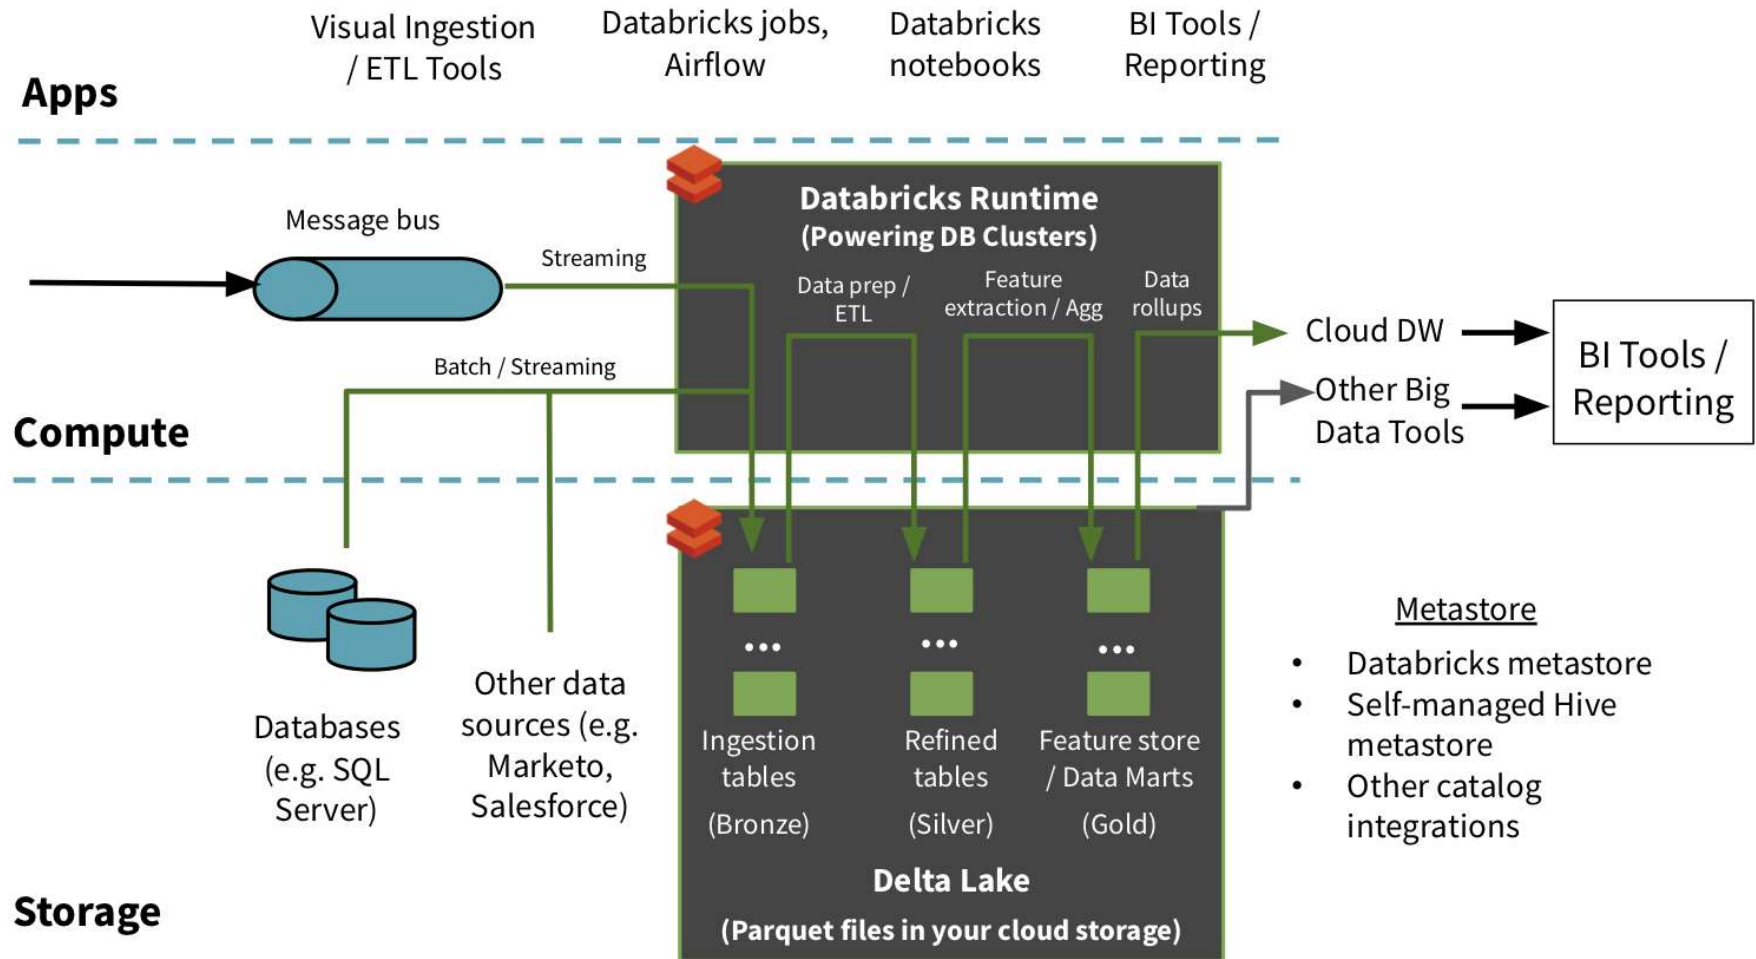 Visual Ingestion
/ ETL Tools
Databricks jobs,
Airflow
Databricks
notebooks
BI Tools /
Reporting
Apps
Message bus
Streaming
Batch / Streaming
Compute
Databricks Runtime
(Powering DB Clusters)
Data prep /
ETL
Feature
extraction / Agg
Data
rollups
Cloud DW
Other Big
Data Tools
BI Tools /
Reporting
Databases
(e.g. SQL
Server)
Other data
sources (e.g.
Marketo,
Salesforce)
...
...
...
Ingestion
tables
(Bronze)
Refined
tables
(Silver)
Feature store
/ Data Marts
(Gold)
Delta Lake
(Parquet files in your cloud storage)
Metastore
• Databricks metastore
• Self-managed Hive
metastore
• Other catalog
integrations
Storage